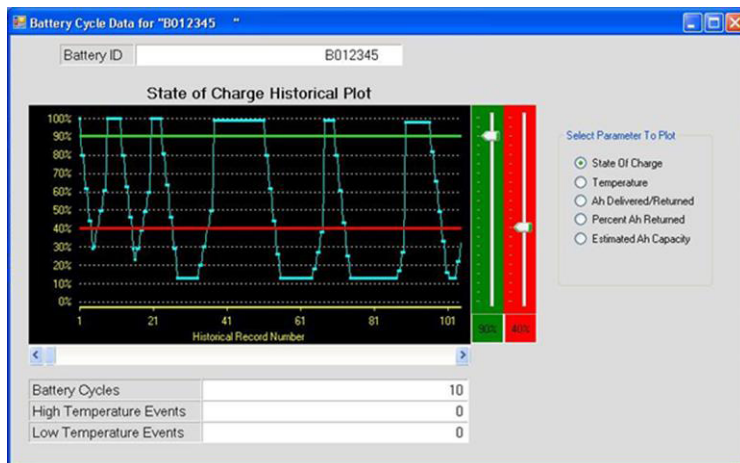 Battery Cycle Data for "B012345     "
Battery ID B012345
State of Charge Historical Plot
100%
90%
80%
70%
60%
50%
40%
30%
20%
10%
0%
1 21 41 61 81 101
Historical Record Number
90% 40%
Select Parameter To Plot
State Of Charge
Temperature
Ah Delivered/Returned
Percent Ah Returned
Estimated Ah Capacity
Battery Cycles 10
High Temperature Events 0
Low Temperature Events 0